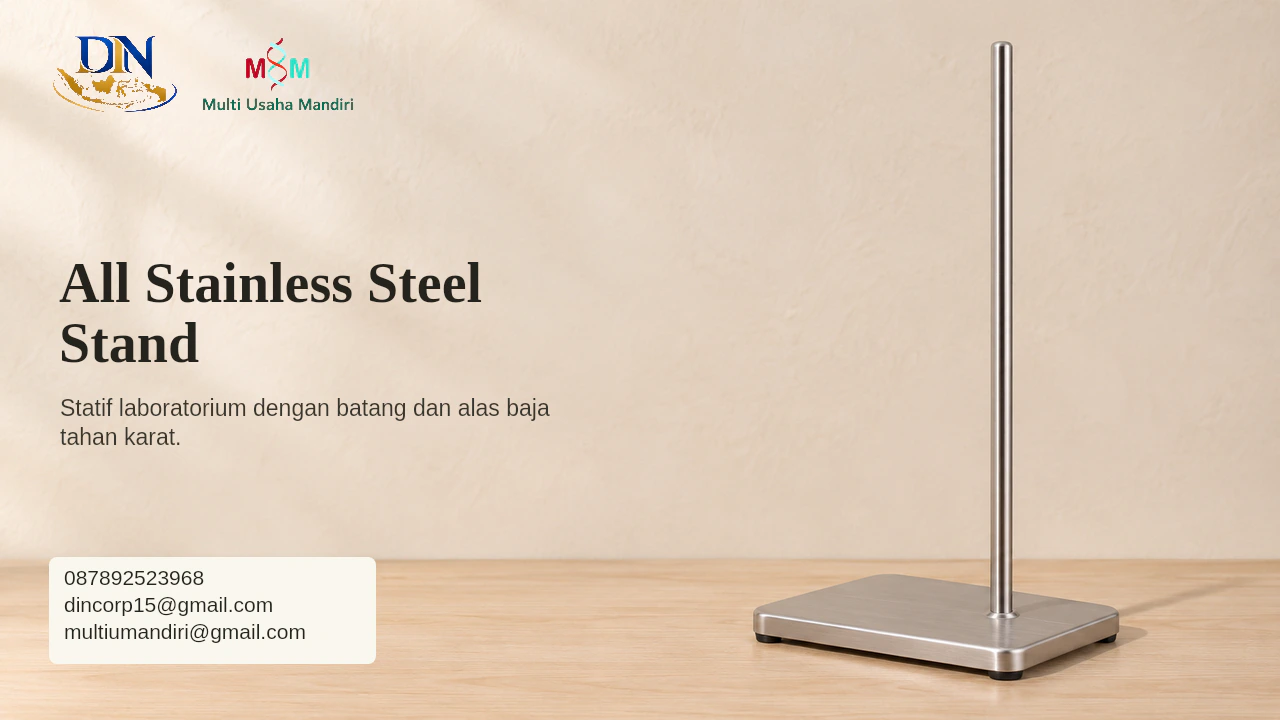 DIN
MSM
Multi Usaha Mandiri
All Stainless Steel
Stand
Statif laboratorium dengan batang dan alas baja
tahan karat.
087892523968
dincorp15@gmail.com
multiumandiri@gmail.com